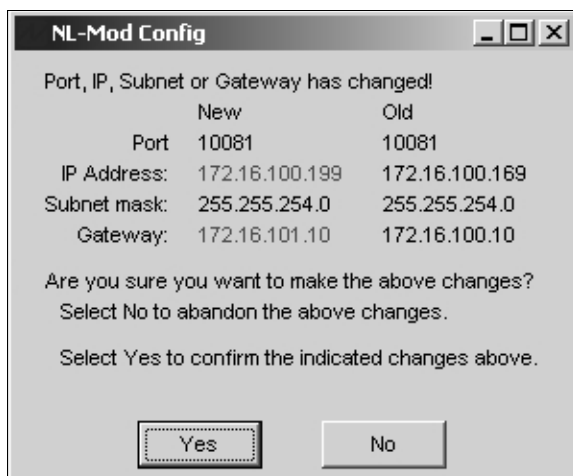 NL-Mod Config
Port, IP, Subnet or Gateway has changed!
New Old
Port 10081 10081
IP Address: 172.16.100.199 172.16.100.169
Subnet mask: 255.255.254.0 255.255.254.0
Gateway: 172.16.101.10 172.16.100.10
Are you sure you want to make the above changes?
Select No to abandon the above changes.
Select Yes to confirm the indicated changes above.
Yes No